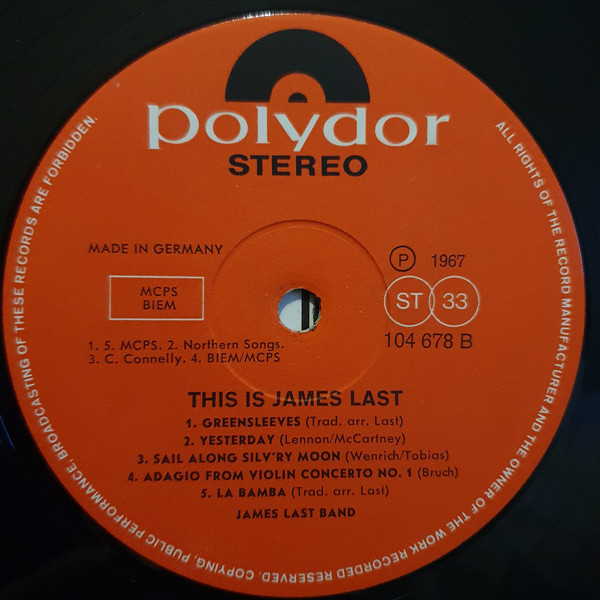 polydor
STEREO
MADE IN GERMANY
MCPS
BIEM
P 1967
ST 33
104 678 B
1. 5. MCPS. 2. Northern Songs.
3. C. Connelly. 4. BIEM/MCPS
THIS IS JAMES LAST
1. GREENSLEEVES (Trad. arr. Last)
2. YESTERDAY (Lennon/McCartney)
3. SAIL ALONG SILV'RY MOON (Wenrich/Tobias)
4. ADAGIO FROM VIOLIN CONCERTO NO. 1 (Bruch)
5. LA BAMBA (Trad. arr. Last)
JAMES LAST BAND
ALL RIGHTS OF THE RECORD MANUFACTURER AND THE OWNER OF THE WORK RECORDED RESERVED. COPYING, PUBLIC PERFORMANCE, BROADCASTING OF THESE RECORDS ARE FORBIDDEN.